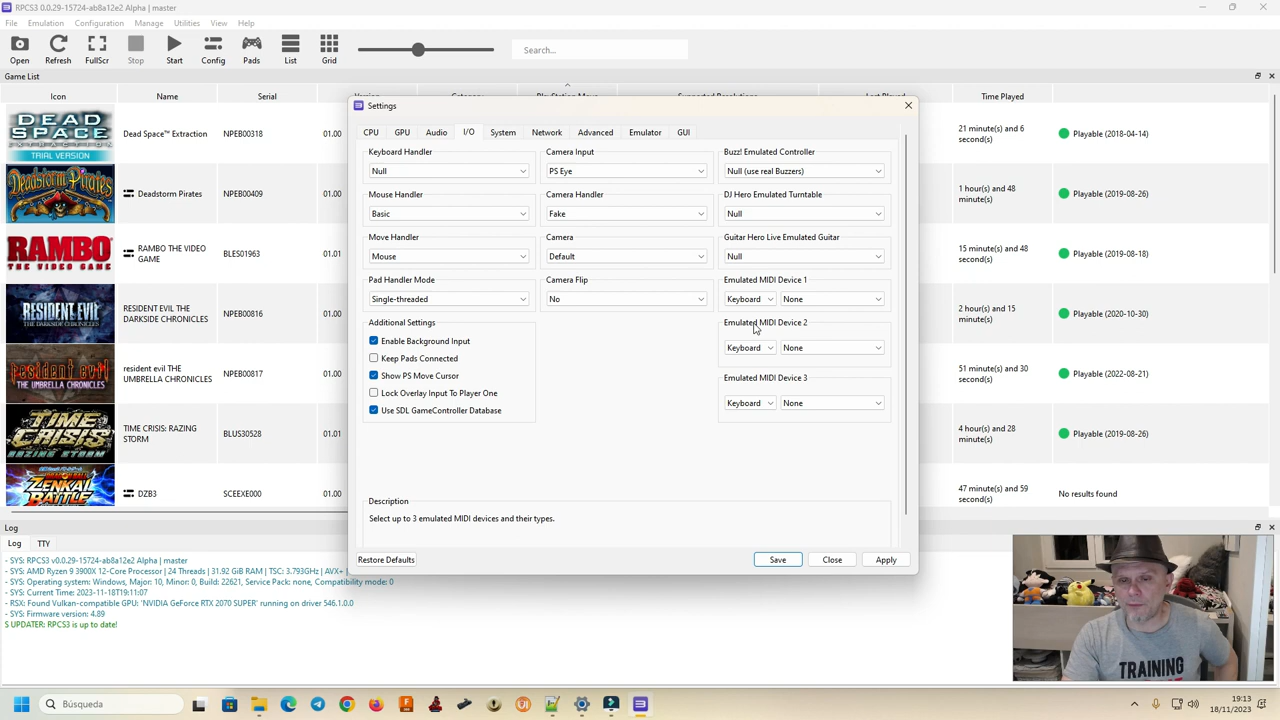 RPCS3 0.0.29-15724-ab8a12e2 Alpha | master
File Emulation Configuration Manage Utilities View Help
Open Refresh FullScr Stop Start Config Pads List Grid
Search...
Game List
Icon Name Serial Time Played
DEAD SPACE EXTRACTION TRIAL VERSION
Dead Space™ Extraction NPEB00318 01.00
21 minute(s) and 6 second(s)
Playable (2018-04-14)
Deadstorm Pirates
Deadstorm Pirates NPEB00409 01.00
1 hour(s) and 48 minute(s)
Playable (2019-08-26)
RAMBO THE VIDEO GAME
RAMBO THE VIDEO GAME BLES01963 01.01
15 minute(s) and 48 second(s)
Playable (2019-08-18)
RESIDENT EVIL
RESIDENT EVIL THE DARKSIDE CHRONICLES NPEB00816 01.00
2 hour(s) and 15 minute(s)
Playable (2020-10-30)
resident evil THE UMBRELLA CHRONICLES
resident evil THE UMBRELLA CHRONICLES NPEB00817 01.00
51 minute(s) and 30 second(s)
Playable (2022-08-21)
TIME CRISIS RAZING STORM
TIME CRISIS: RAZING STORM BLUS30528 01.01
4 hour(s) and 28 minute(s)
Playable (2019-08-26)
ZENKAI BATTLE
DZB3 SCEEXE000 01.00
47 minute(s) and 59 second(s)
No results found
Settings
CPU GPU Audio I/O System Network Advanced Emulator GUI
Keyboard Handler
Null
Mouse Handler
Basic
Move Handler
Mouse
Pad Handler Mode
Single-threaded
Additional Settings
Enable Background Input
Keep Pads Connected
Show PS Move Cursor
Lock Overlay Input To Player One
Use SDL GameController Database
Camera Input
PS Eye
Camera Handler
Fake
Camera
Default
Camera Flip
No
Buzz! Emulated Controller
Null (use real Buzzers)
DJ Hero Emulated Turntable
Null
Guitar Hero Live Emulated Guitar
Null
Emulated MIDI Device 1
Keyboard None
Emulated MIDI Device 2
Keyboard None
Emulated MIDI Device 3
Keyboard None
Description
Select up to 3 emulated MIDI devices and their types.
Restore Defaults Save Close Apply
Log
Log TTY
- SYS: RPCS3 v0.0.29-15724-ab8a12e2 Alpha | master
- SYS: AMD Ryzen 9 3900X 12-Core Processor | 24 Threads | 31.92 GiB RAM | TSC: 3.793GHz | AVX+ |
- SYS: Operating system: Windows, Major: 10, Minor: 0, Build: 22621, Service Pack: none, Compatibility mode: 0
- SYS: Current Time: 2023-11-18T19:11:07
- RSX: Found Vulkan-compatible GPU: 'NVIDIA GeForce RTX 2070 SUPER' running on driver 546.1.0.0
- SYS: Firmware version: 4.89
S UPDATER: RPCS3 is up to date!
TRAINING
Búsqueda
19:13
18/11/2023